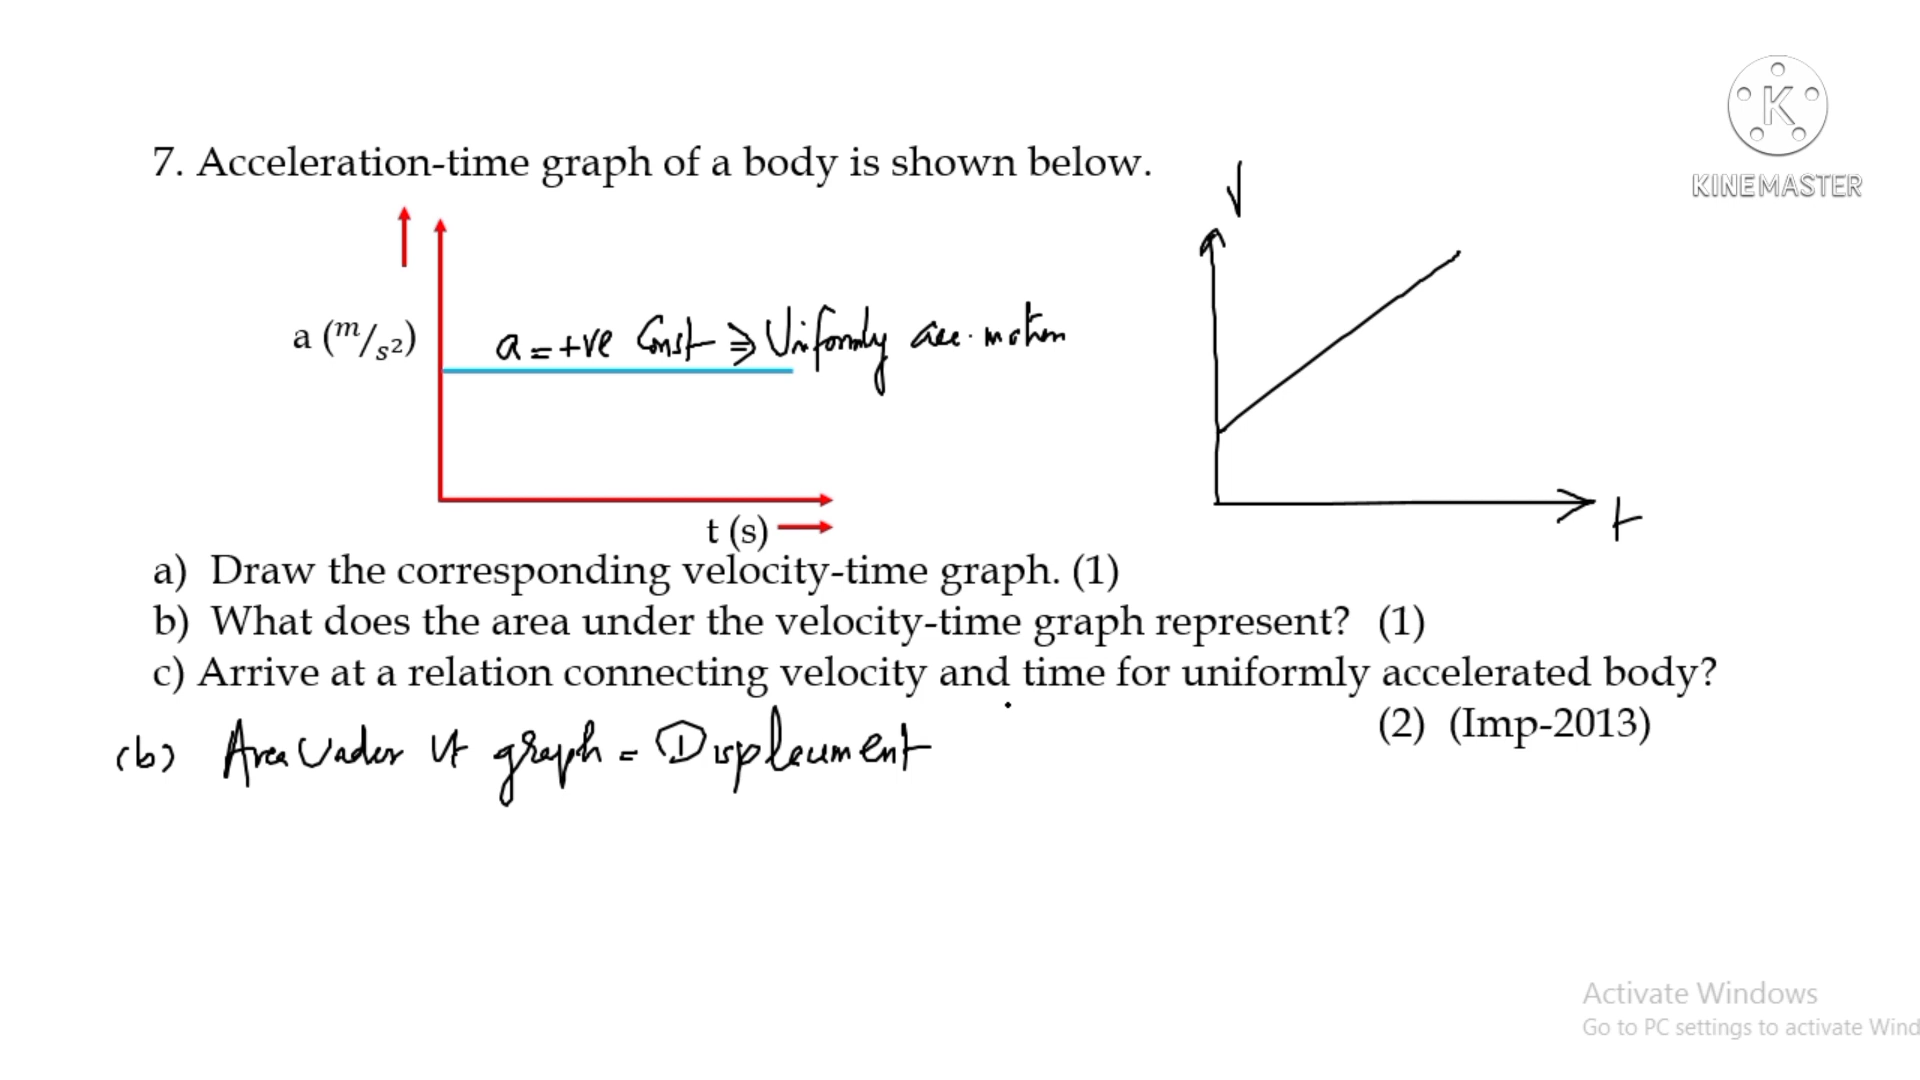 7. Acceleration-time graph of a body is shown below.
KINEMASTER
V
a (m/s²)
a = +ve Const ⇒ Uniformly acc. motion
t (s)
t
a) Draw the corresponding velocity-time graph. (1)
b) What does the area under the velocity-time graph represent? (1)
c) Arrive at a relation connecting velocity and time for uniformly accelerated body?
(2) (Imp-2013)
(b) Area Under Vt graph = Displacement
Activate Windows
Go to PC settings to activate Wind